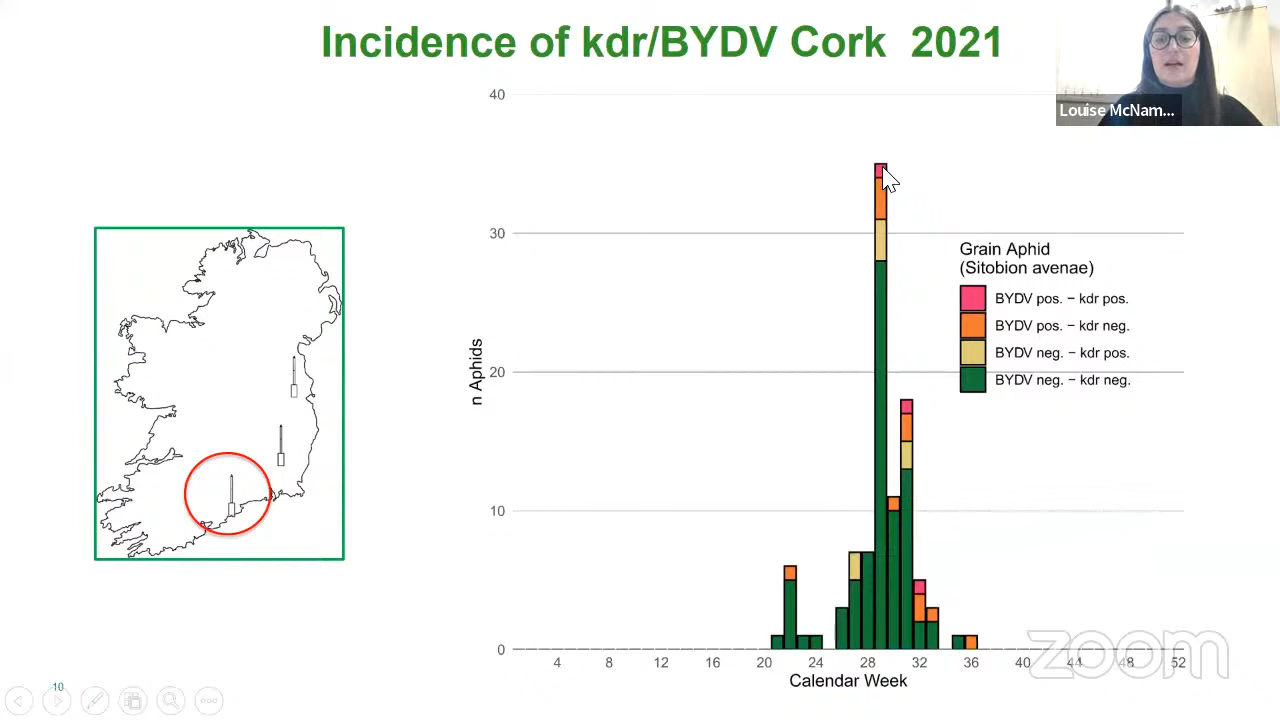 Incidence of kdr/BYDV Cork 2021
Louise McNam...
40
30
20
10
0
n Aphids
Grain Aphid
(Sitobion avenae)
BYDV pos. − kdr pos.
BYDV pos. − kdr neg.
BYDV neg. − kdr pos.
BYDV neg. − kdr neg.
4 8 12 16 20 24 28 32 36 40 44 48 52
Calendar Week
zoom
10